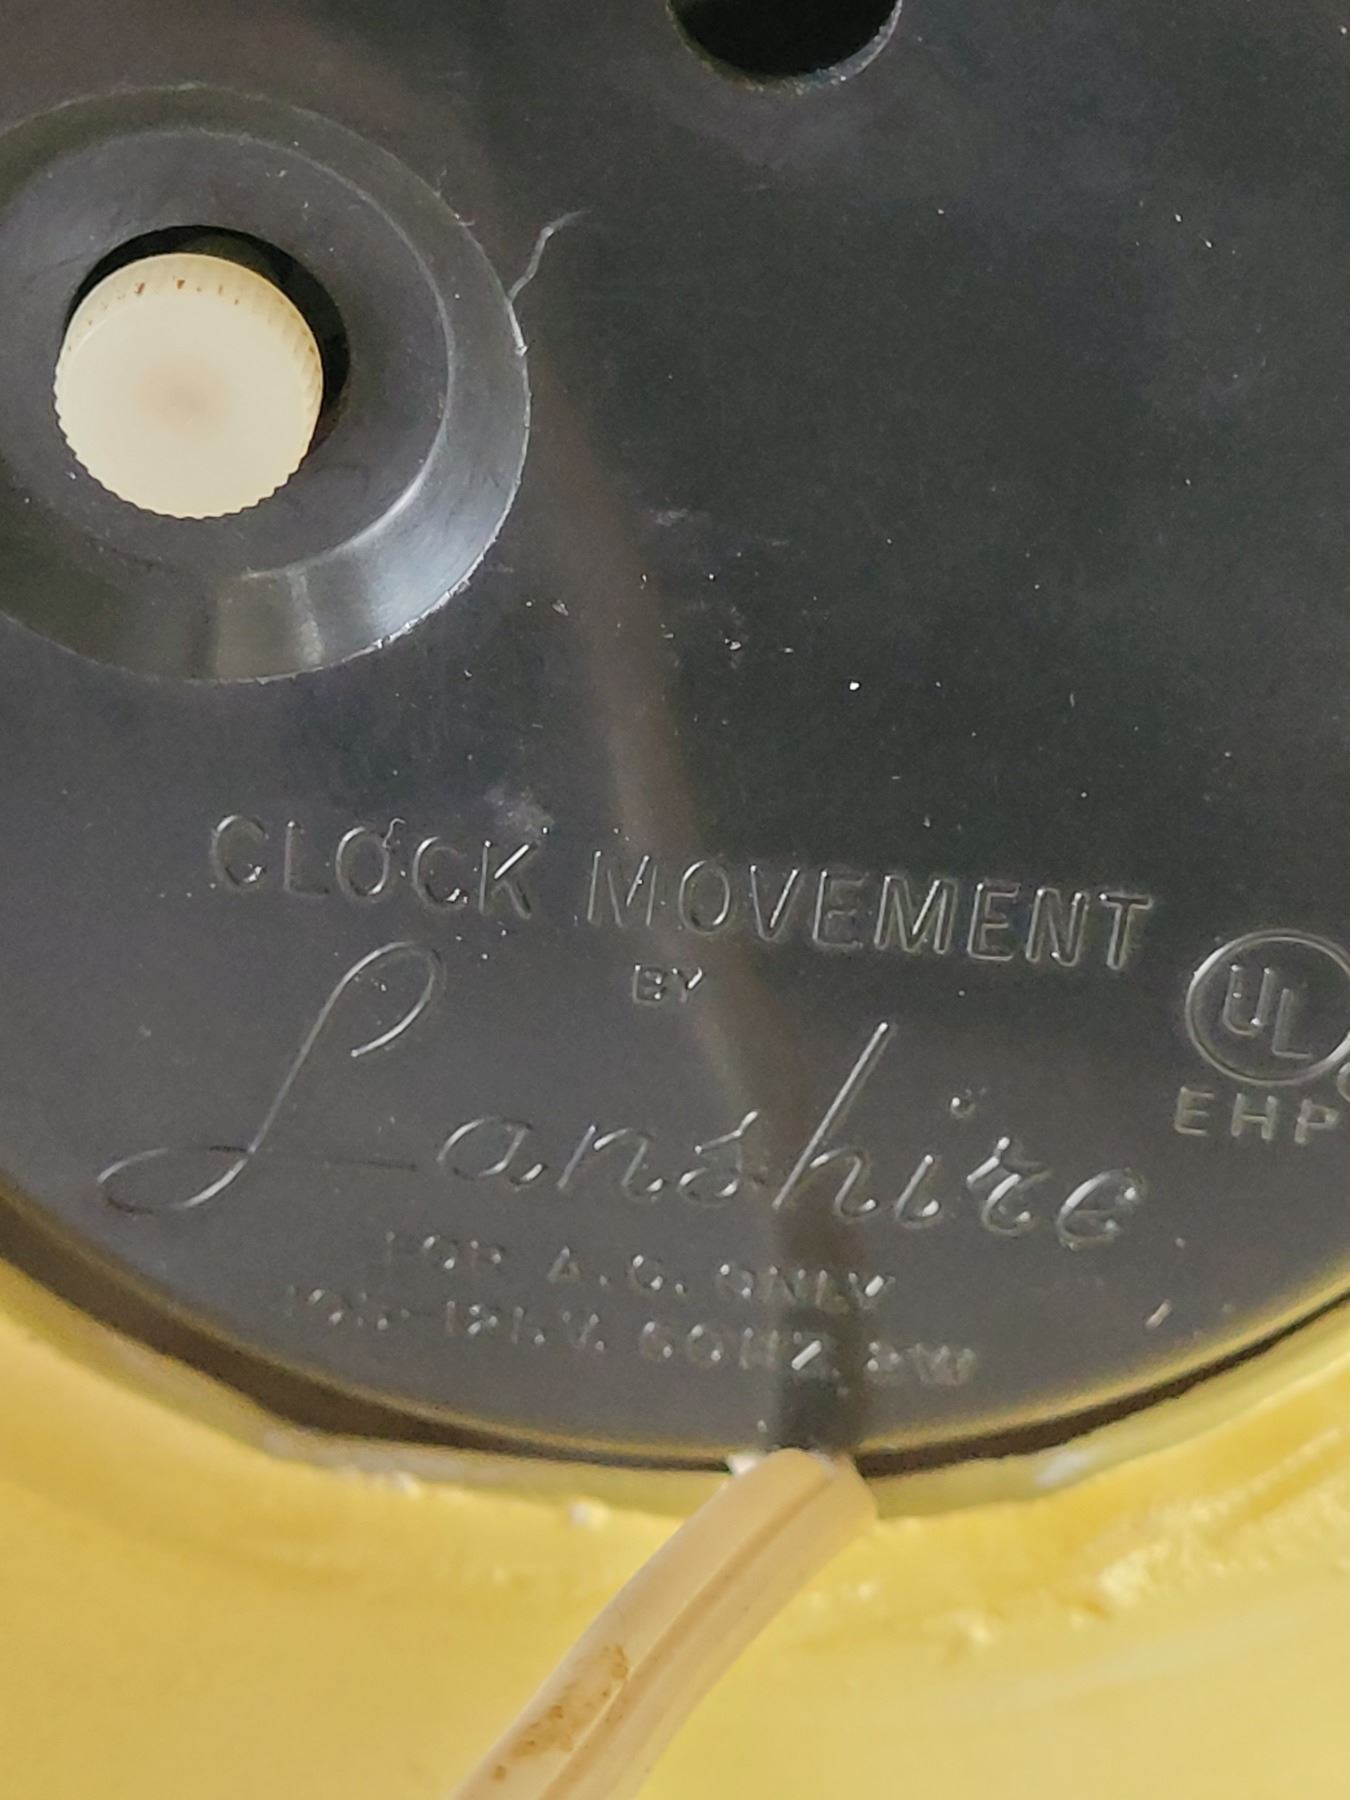 CLOCK MOVEMENT
BY
Lanshire
UL
EHP
FOR A.C. ONLY
60HZ